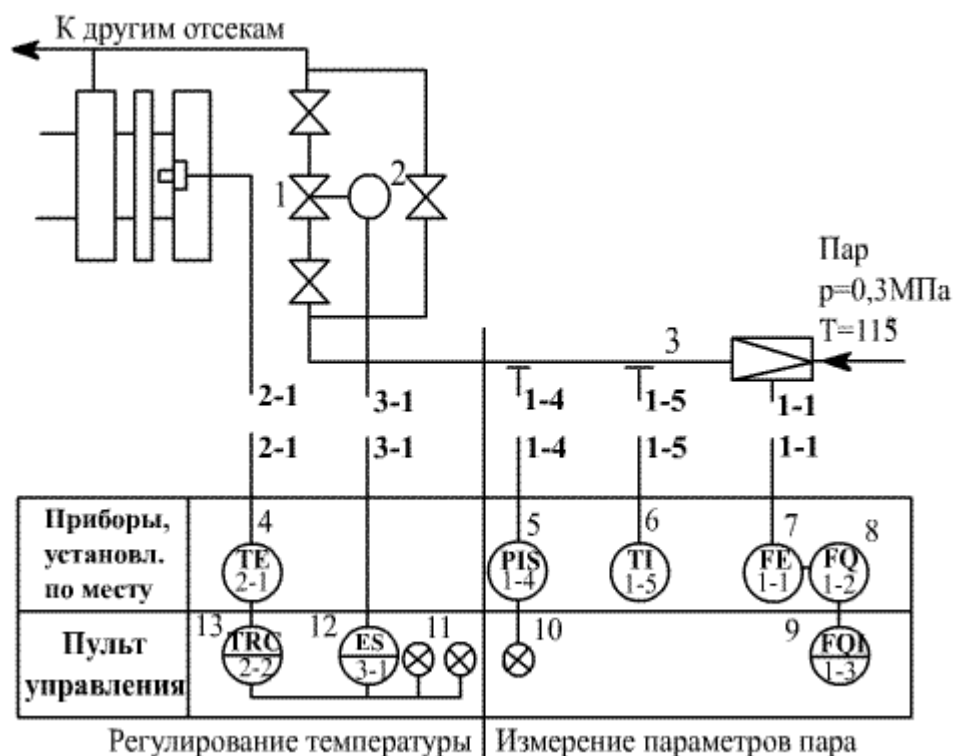 К другим отсекам
1
2
Пар
p=0,3МПа
T=115°
3
2-1
3-1
1-4
1-5
1-1
2-1
3-1
1-4
1-5
1-1
Приборы,
установл.
по месту
4
TE
2-1
5
PIS
1-4
6
TI
1-5
7
FE
1-1
8
FQ
1-2
Пульт
управления
13
TRC
2-2
12
ES
3-1
11
10
9
FQI
1-3
Регулирование температуры
Измерение параметров пара